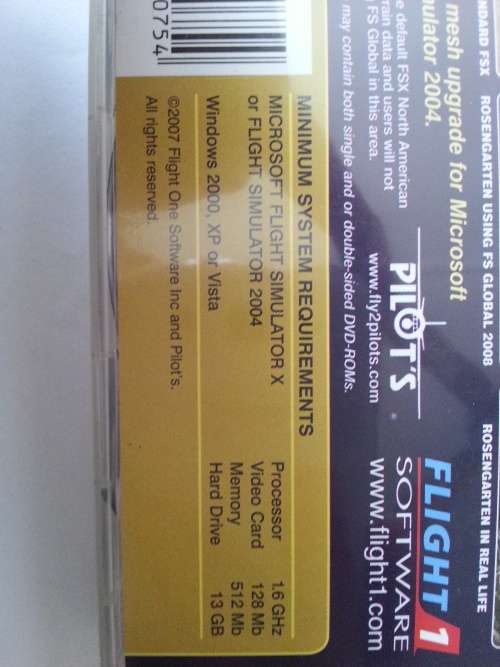 NDARD FSX
ROSENGARTEN USING FS GLOBAL 2008
ROSENGARTEN IN REAL LIFE
mesh upgrade for Microsoft
ulator 2004.
e default FSX North American
rain data and users will not
FS Global in this area.
may contain both single and or double-sided DVD-ROMs.
PILOT'S
www.fly2pilots.com
FLIGHT 1
SOFTWARE
www.flight1.com
MINIMUM SYSTEM REQUIREMENTS
MICROSOFT FLIGHT SIMULATOR X
or FLIGHT SIMULATOR 2004
Windows 2000, XP or Vista
Processor 1.6 GHz
Video Card 128 Mb
Memory 512 Mb
Hard Drive 13 GB
©2007 Flight One Software Inc and Pilot's.
All rights reserved.
0754